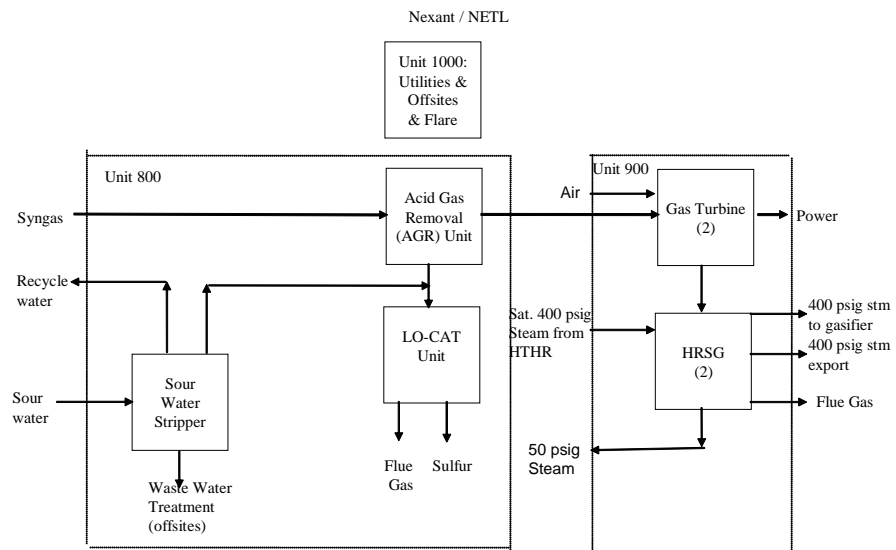 Nexant / NETL
Unit 1000:
Utilities &
Offsites
& Flare
Unit 800
Unit 900
Syngas
Acid Gas
Removal
(AGR) Unit
Air
Gas Turbine
(2)
Power
Recycle
water
LO-CAT
Unit
Sat. 400 psig
Steam from
HTHR
HRSG
(2)
400 psig stm
to gasifier
400 psig stm
export
Flue Gas
Sour
water
Sour
Water
Stripper
Flue
Gas
Sulfur
50 psig
Steam
Waste Water
Treatment
(offsites)